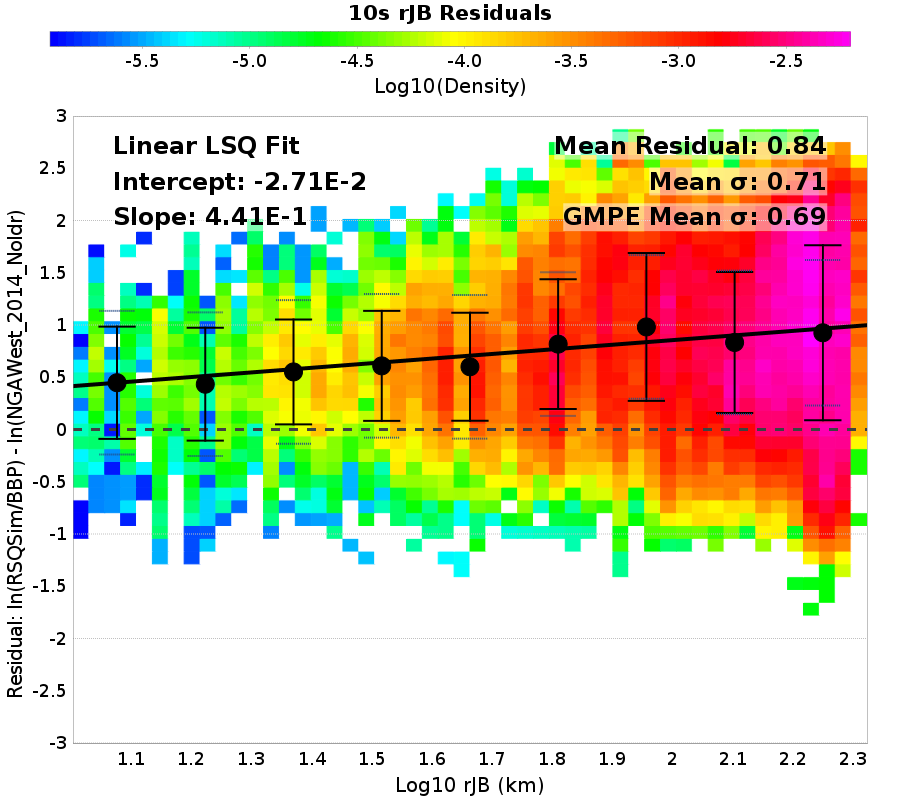 10s rJB Residuals
-5.5 -5.0 -4.5 -4.0 -3.5 -3.0 -2.5
Log10(Density)
Linear LSQ Fit
Intercept: -2.71E-2
Slope: 4.41E-1
Mean Residual: 0.84
Mean σ: 0.71
GMPE Mean σ: 0.69
Residual: ln(RSQSim/BBP) - ln(NGAWest_2014_NoIdr)
3
2.5
2
1.5
1
0.5
0
-0.5
-1
-1.5
-2
-2.5
-3
1.1 1.2 1.3 1.4 1.5 1.6 1.7 1.8 1.9 2 2.1 2.2 2.3
Log10 rJB (km)